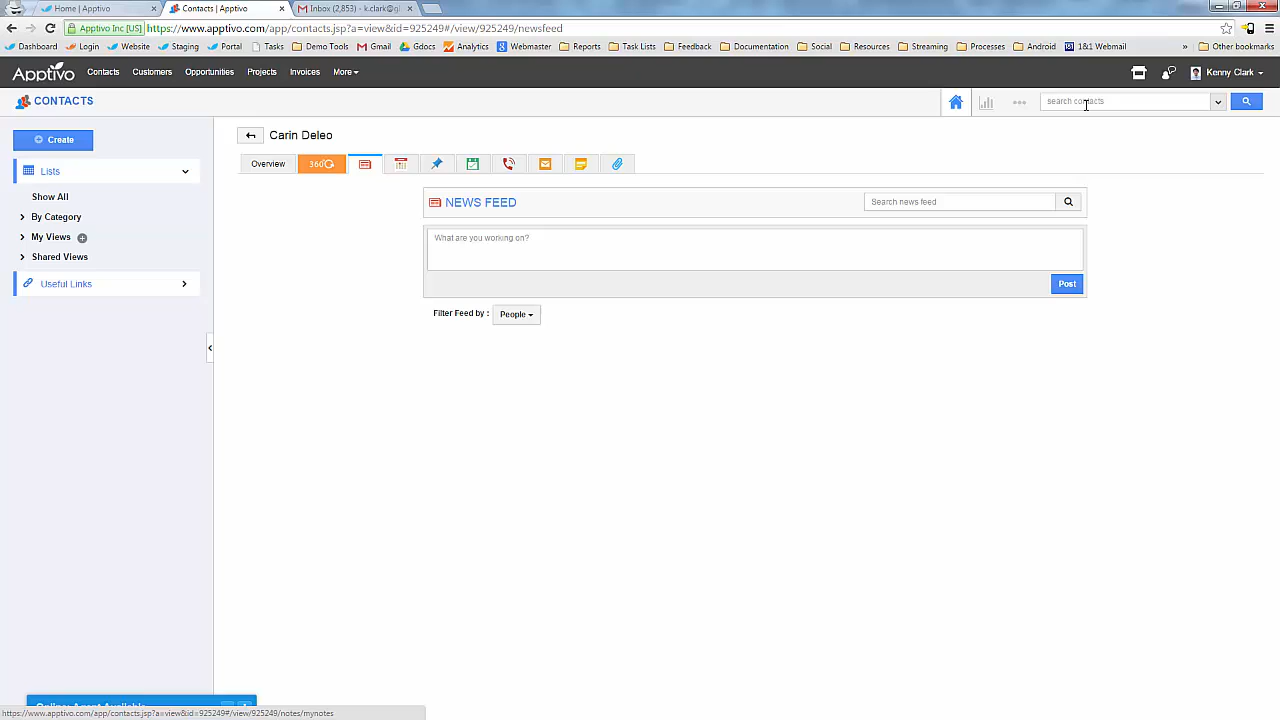 Home | Apptivo
Contacts | Apptivo
Inbox (2,853) - k.clark@gl
Apptivo Inc [US]
https://www.apptivo.com/app/contacts.jsp?a=view&id=925249#/view/925249/newsfeed
Dashboard
Login
Website
Staging
Portal
Tasks
Demo Tools
Gmail
Gdocs
Analytics
Webmaster
Reports
Task Lists
Feedback
Documentation
Social
Resources
Streaming
Processes
Android
1&1 Webmail
»
Other bookmarks
Apptivo
Contacts
Customers
Opportunities
Projects
Invoices
More
Kenny Clark
CONTACTS
search contacts
Create
Carin Deleo
Overview
360
Lists
Show All
By Category
My Views
Shared Views
Useful Links
NEWS FEED
Search news feed
What are you working on?
Post
Filter Feed by :
People
Online: Agent Available
https://www.apptivo.com/app/contacts.jsp?a=view&id=925249#/view/925249/notes/mynotes